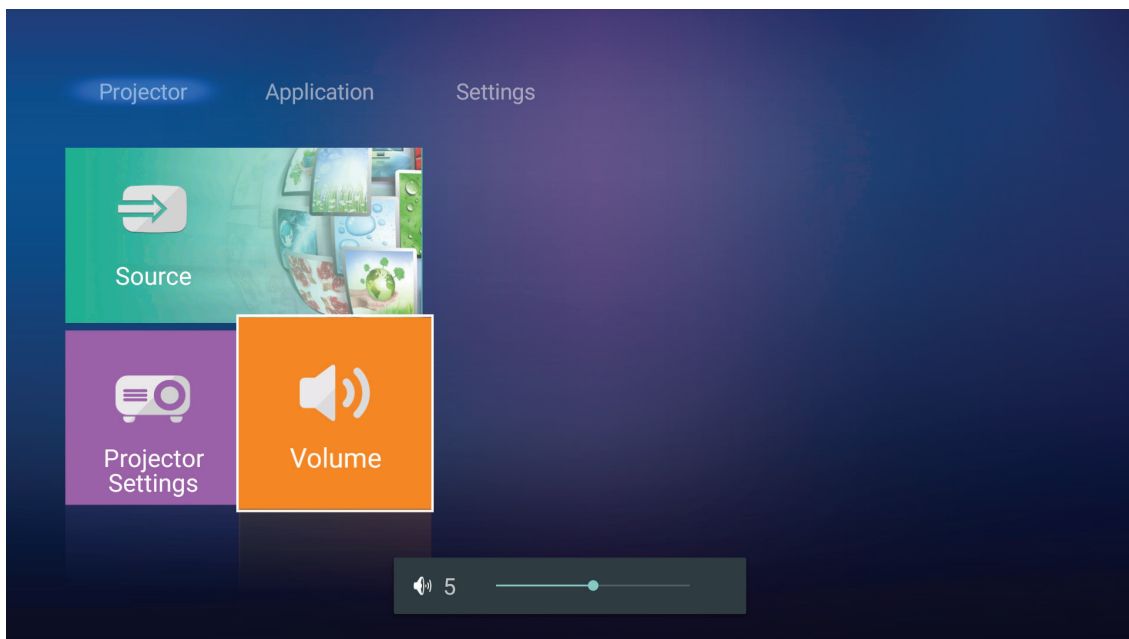 Projector Application Settings
Source
Projector
Settings
Volume
5